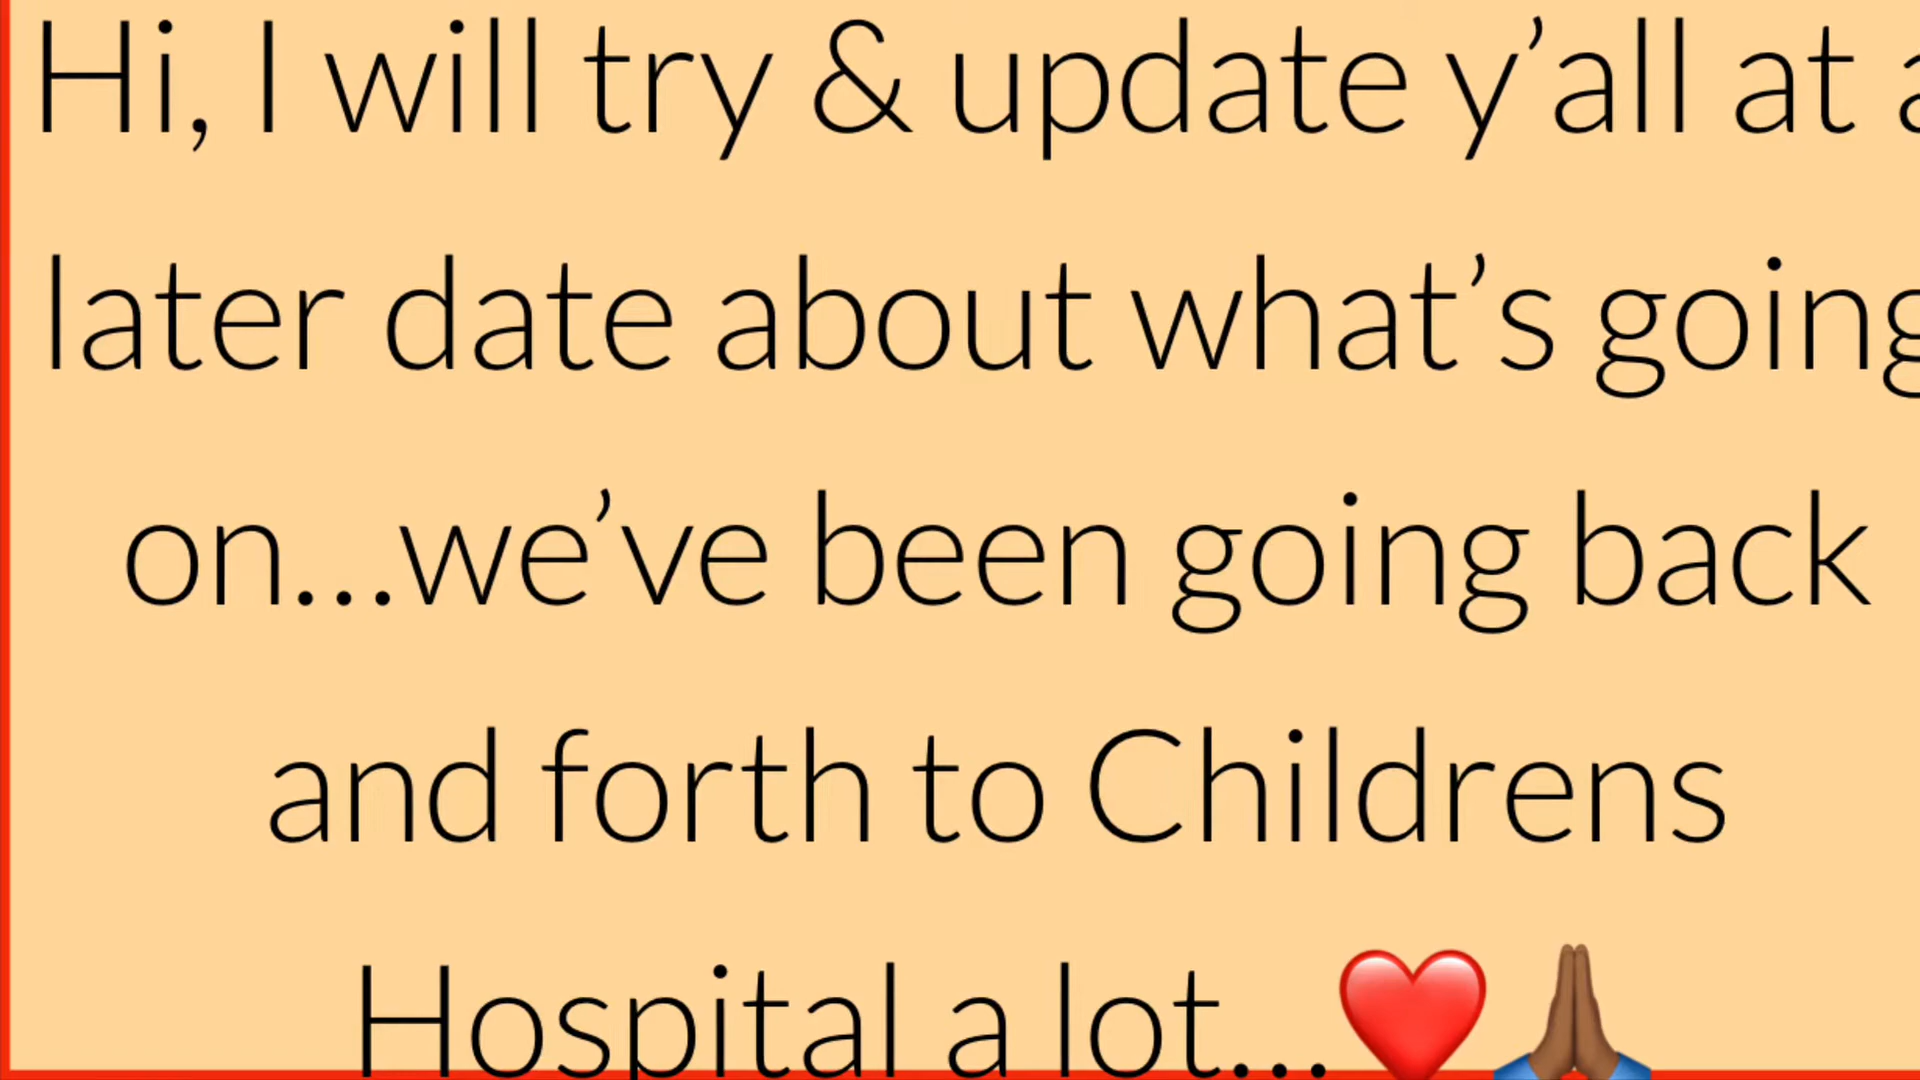 Hi, I will try & update y’all at a
later date about what’s going
on...we’ve been going back
and forth to Childrens
Hospital a lot...❤️🙏🏾